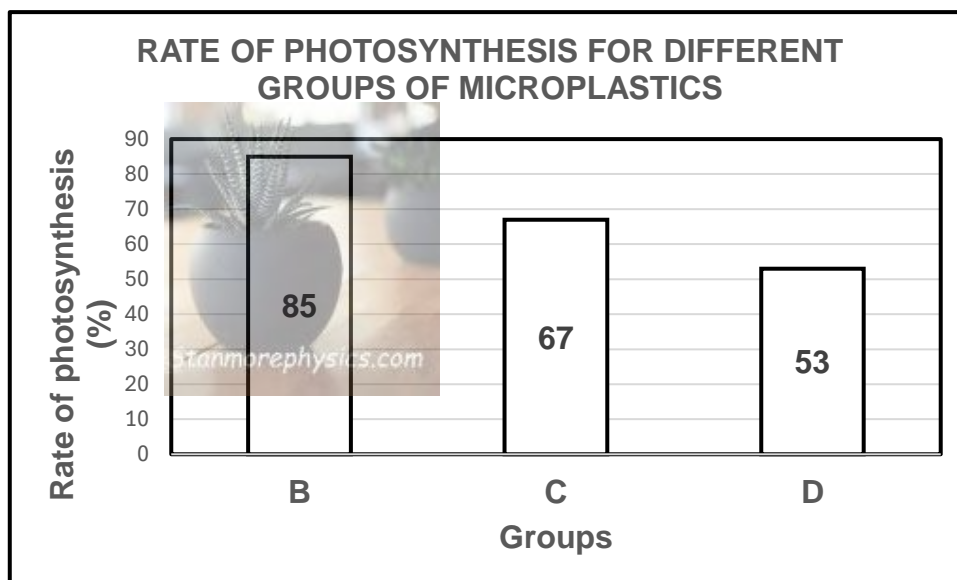 RATE OF PHOTOSYNTHESIS FOR DIFFERENT
GROUPS OF MICROPLASTICS
Rate of photosynthesis
(%)
90
80
70
60
50
40
30
20
10
0
85
67
53
Stanmorephysics.com
B C D
Groups